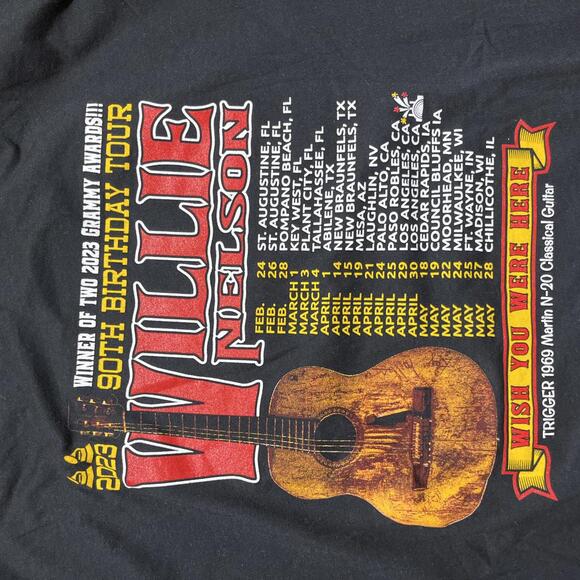 WINNER OF TWO 2023 GRAMMY AWARDS!!!
90TH BIRTHDAY TOUR
2023
WILLIE
NELSON
FEB. 24 ST. AUGUSTINE, FL
FEB. 26 ST. AUGUSTINE, FL
FEB. 28 POMPANO BEACH, FL
MARCH 1 KEY WEST, FL
MARCH 3 PLANT CITY, FL
MARCH 4 TALLAHASSEE, FL
APRIL 1 ABILENE, TX
APRIL 14 NEW BRAUNFELS, TX
APRIL 15 NEW BRAUNFELS, TX
APRIL 19 MESA, AZ
APRIL 21 LAUGHLIN, NV
APRIL 24 PALO ALTO, CA
APRIL 25 PASO ROBLES, CA
APRIL 29 LOS ANGELES, CA
APRIL 30 LOS ANGELES, CA
MAY 18 CEDAR RAPIDS, IA
MAY 19 COUNCIL BLUFFS IA
MAY 22 MOORHEAD, MN
MAY 24 MILWAUKEE, WI
MAY 25 FT. WAYNE, IN
MAY 27 MADISON, WI
MAY 28 CHILLINOTHE, IL
WISH YOU WERE HERE
TRIGGER 1969 Martin N-20 Classical Guitar